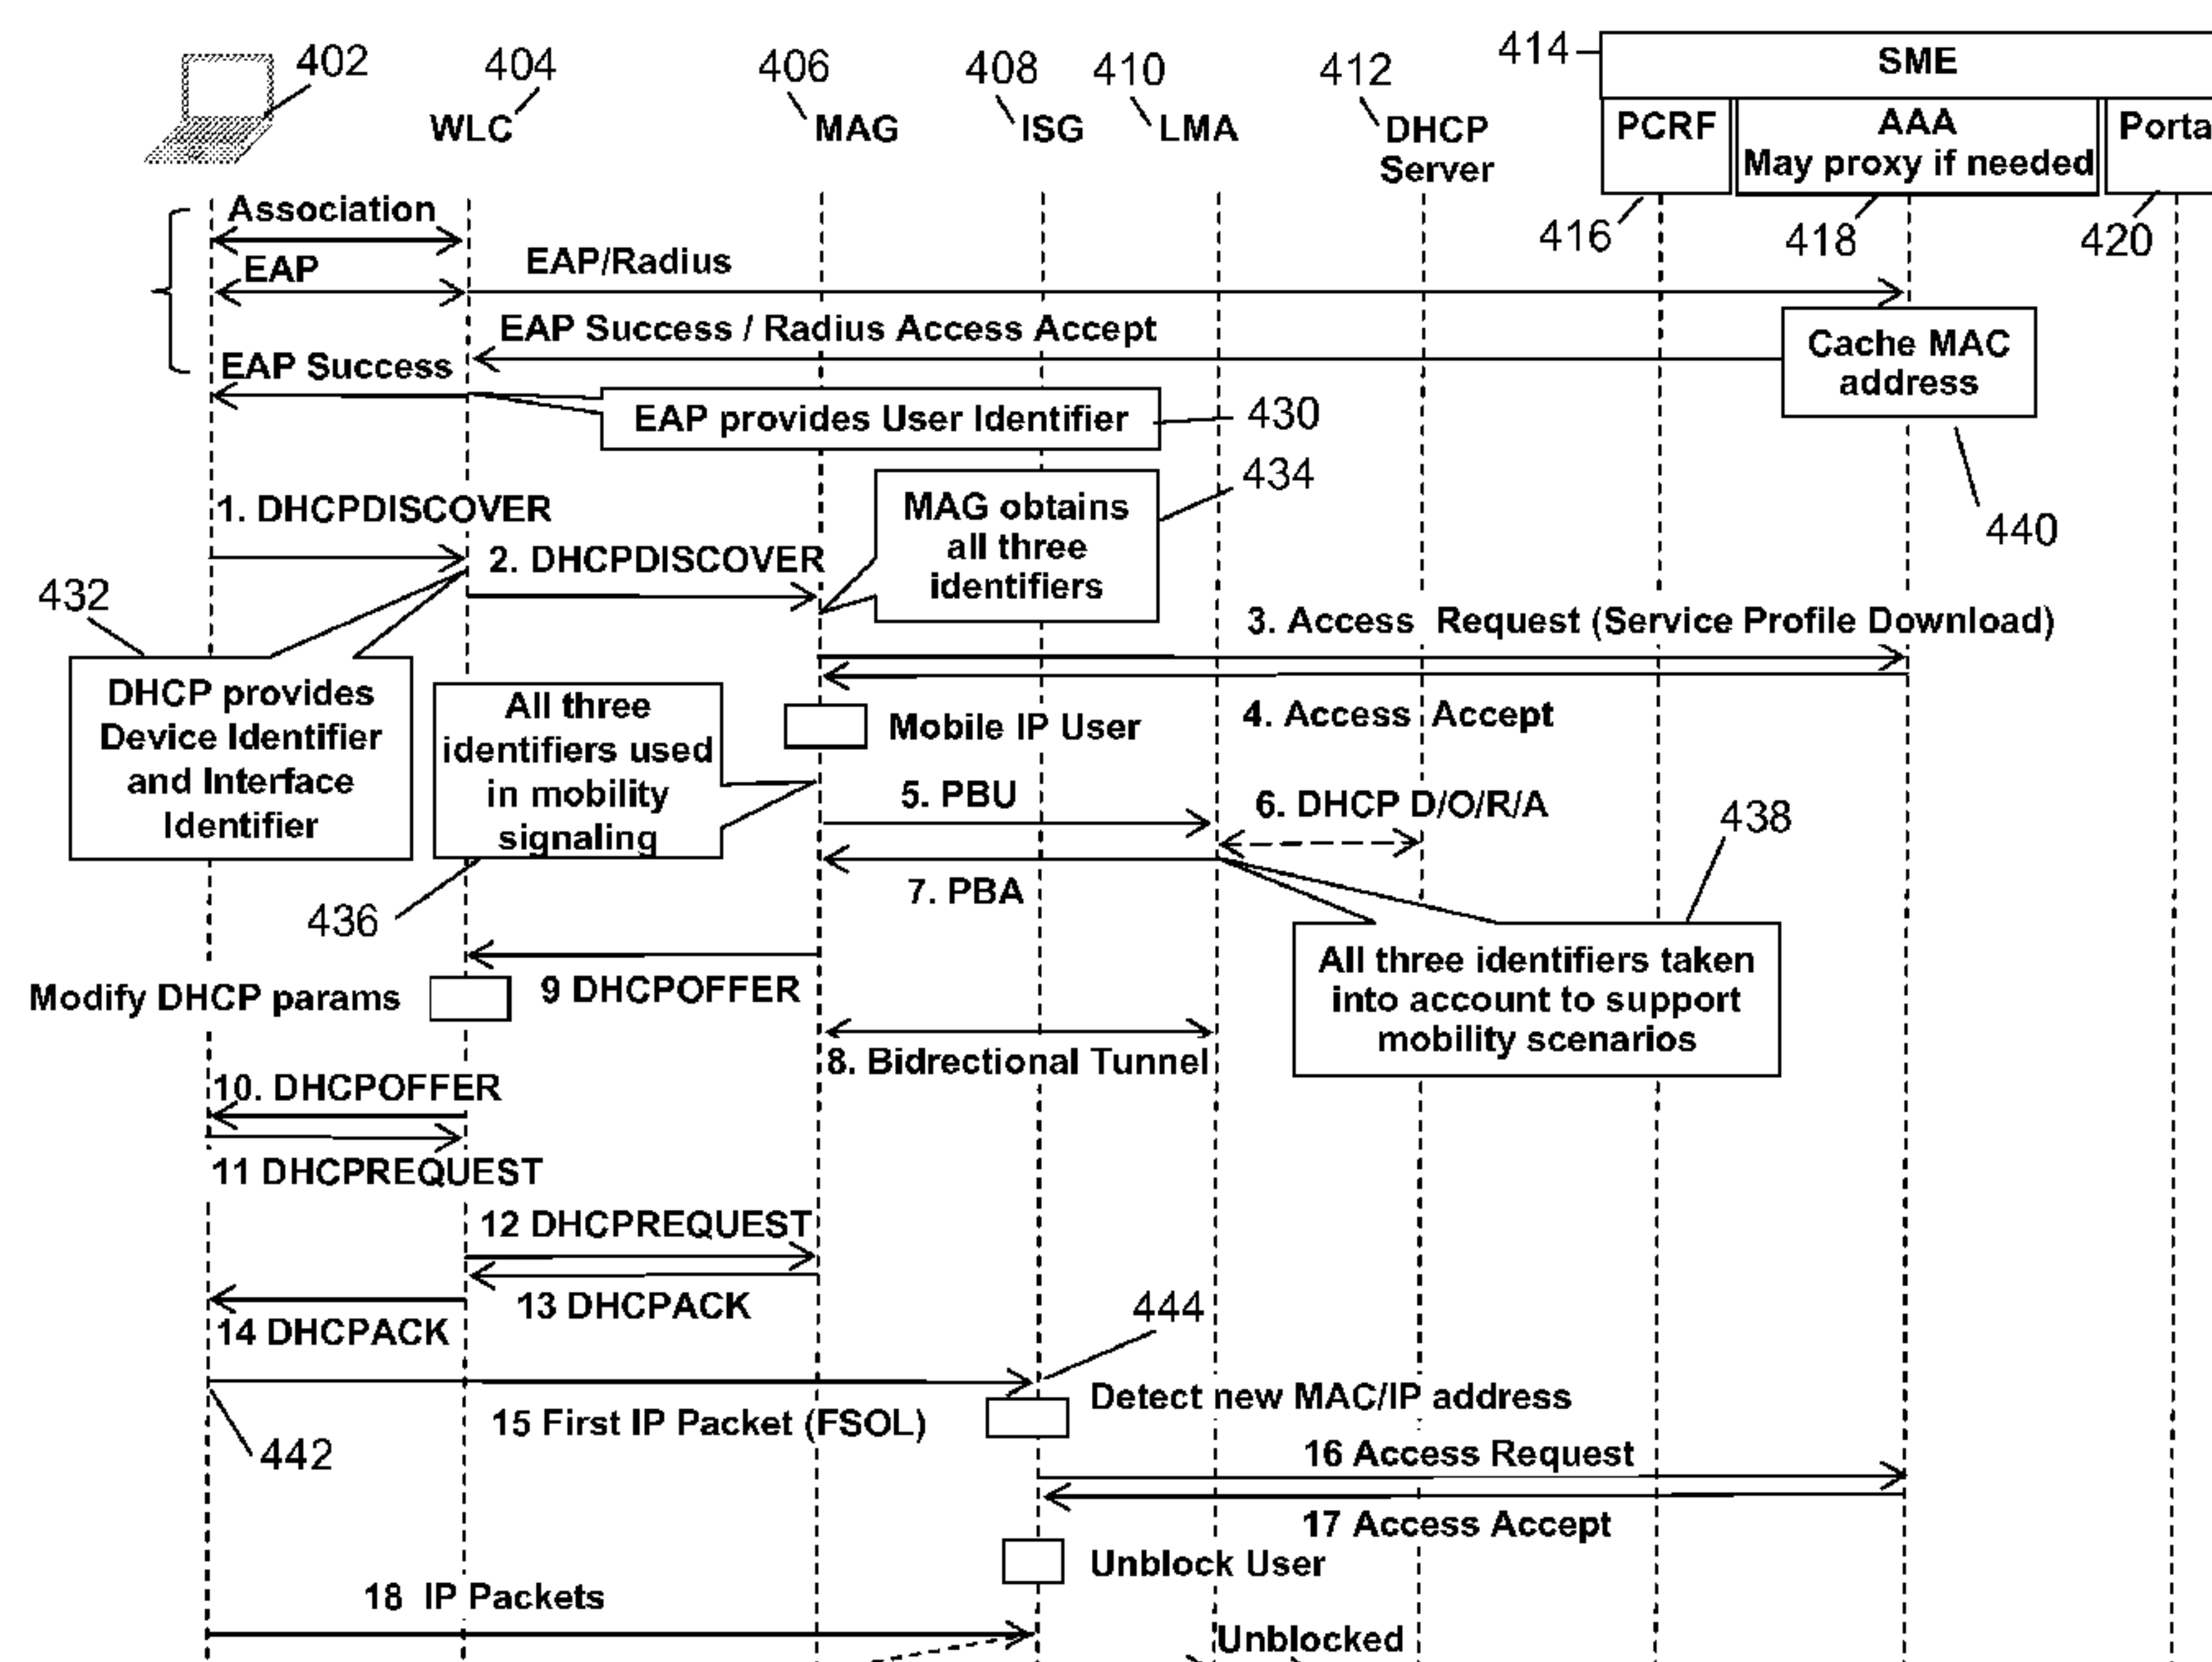 402
404
406
408
410
412
414
SME
WLC
MAG
ISG
LMA
DHCP
Server
PCRF
AAA
May proxy if needed
Porta
416
418
420
Association
EAP
EAP/Radius
EAP Success / Radius Access Accept
Cache MAC
address
EAP Success
EAP provides User Identifier
430
440
434
MAG obtains
all three
identifiers
1. DHCPDISCOVER
2. DHCPDISCOVER
432
3. Access Request (Service Profile Download)
DHCP provides
Device Identifier
and Interface
Identifier
All three
identifiers used
in mobility
signaling
Mobile IP User
4. Access Accept
5. PBU
6. DHCP D/O/R/A
438
7. PBA
436
All three identifiers taken
into account to support
mobility scenarios
Modify DHCP params
9 DHCPOFFER
8. Bidrectional Tunnel
10. DHCPOFFER
11 DHCPREQUEST
12 DHCPREQUEST
13 DHCPACK
14 DHCPACK
444
15 First IP Packet (FSOL)
Detect new MAC/IP address
442
16 Access Request
17 Access Accept
Unblock User
18 IP Packets
Unblocked